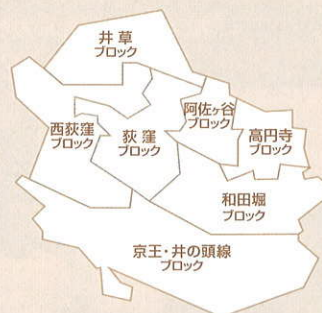 井草
ブロック
西荻窪
ブロック
荻窪
ブロック
阿佐ヶ谷
ブロック
高円寺
ブロック
和田堀
ブロック
京王・井の頭線
ブロック